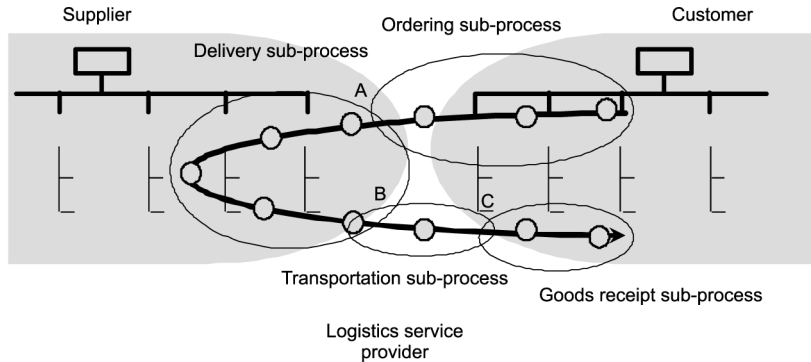 Supplier
Ordering sub-process
Customer
Delivery sub-process
A
B
C
Transportation sub-process
Goods receipt sub-process
Logistics service
provider